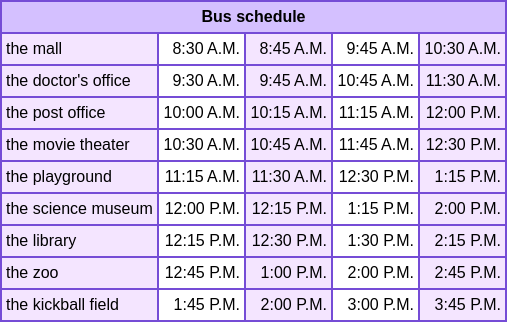 Bus schedule
the mall 8:30 A.M. 8:45 A.M. 9:45 A.M. 10:30 A.M.
the doctor's office 9:30 A.M. 9:45 A.M. 10:45 A.M. 11:30 A.M.
the post office 10:00 A.M. 10:15 A.M. 11:15 A.M. 12:00 P.M.
the movie theater 10:30 A.M. 10:45 A.M. 11:45 A.M. 12:30 P.M.
the playground 11:15 A.M. 11:30 A.M. 12:30 P.M. 1:15 P.M.
the science museum 12:00 P.M. 12:15 P.M. 1:15 P.M. 2:00 P.M.
the library 12:15 P.M. 12:30 P.M. 1:30 P.M. 2:15 P.M.
the zoo 12:45 P.M. 1:00 P.M. 2:00 P.M. 2:45 P.M.
the kickball field 1:45 P.M. 2:00 P.M. 3:00 P.M. 3:45 P.M.